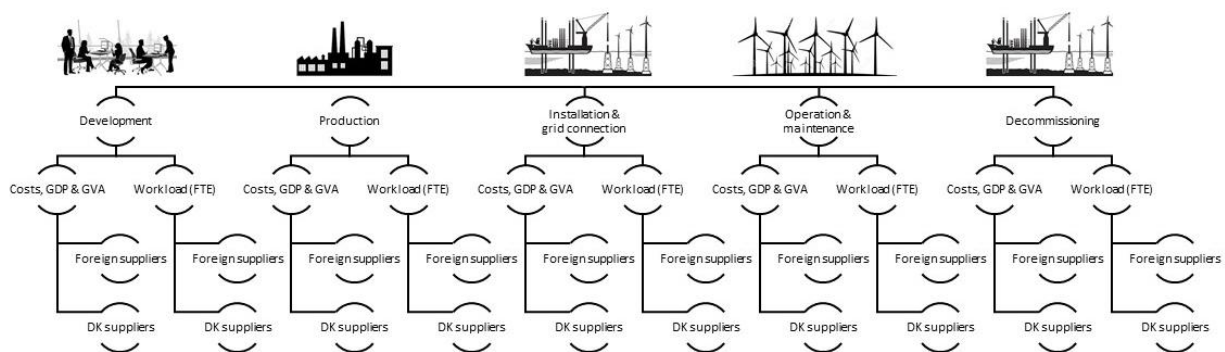 Development
Production
Installation &
grid connection
Operation &
maintenance
Decommissioning
Costs, GDP & GVA
Workload (FTE)
Costs, GDP & GVA
Workload (FTE)
Costs, GDP & GVA
Workload (FTE)
Costs, GDP & GVA
Workload (FTE)
Costs, GDP & GVA
Workload (FTE)
Foreign suppliers
Foreign suppliers
Foreign suppliers
Foreign suppliers
Foreign suppliers
Foreign suppliers
Foreign suppliers
Foreign suppliers
Foreign suppliers
Foreign suppliers
DK suppliers
DK suppliers
DK suppliers
DK suppliers
DK suppliers
DK suppliers
DK suppliers
DK suppliers
DK suppliers
DK suppliers